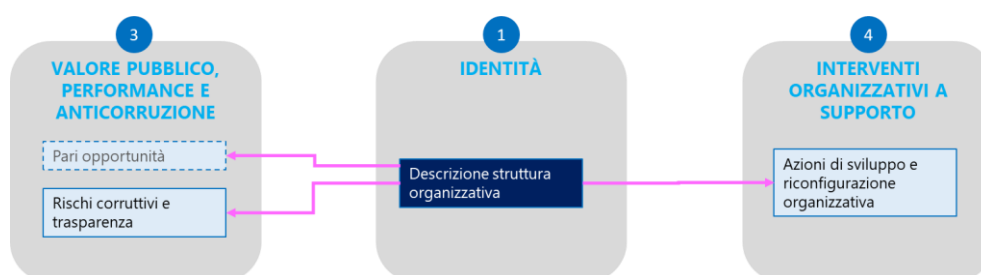 3
VALORE PUBBLICO,
PERFORMANCE E
ANTICORRUZIONE
Pari opportunità
Rischi corruttivi e
trasparenza
1
IDENTITÀ
Descrizione struttura
organizzativa
4
INTERVENTI
ORGANIZZATIVI A
SUPPORTO
Azioni di sviluppo e
riconfigurazione
organizzativa